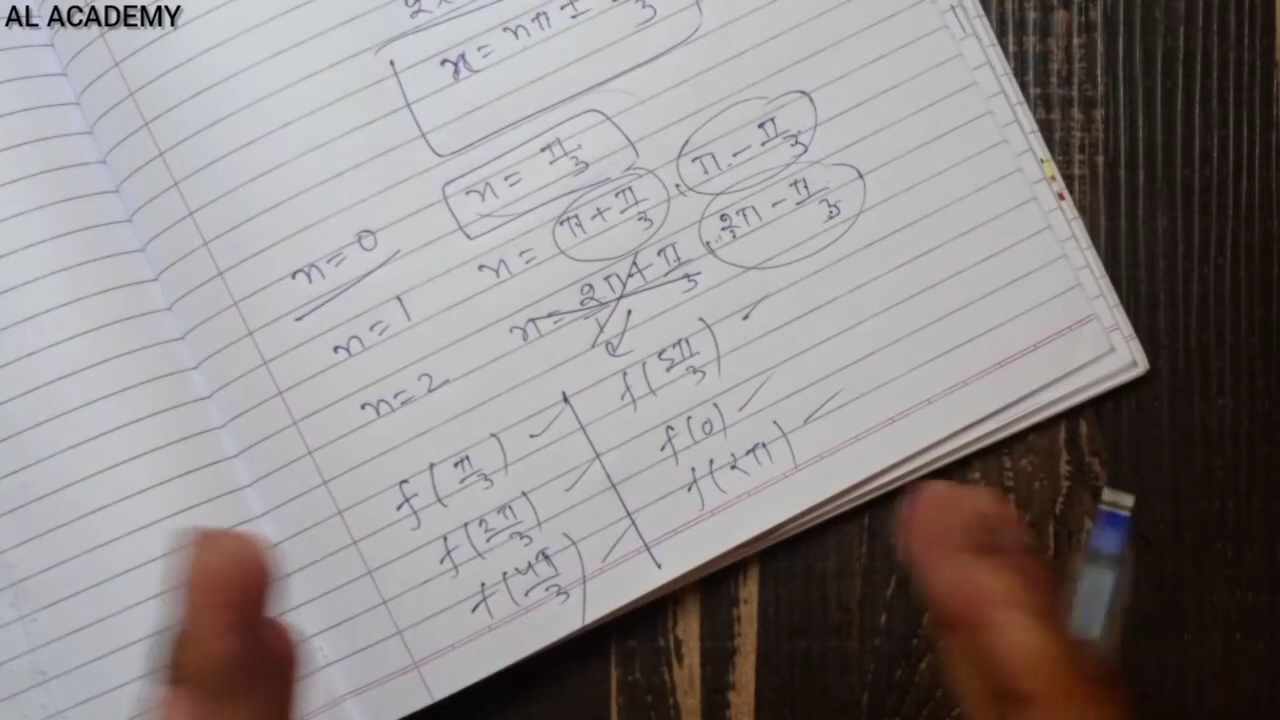 AL ACADEMY
x = nπ ±
n = 0 x = π/3
n = 1 x = π + π/3, π - π/3
n = 2 x = 2π + π/3, 2π - π/3
f(π/3) ✓ f(5π/3) ✓
f(2π/3) ✓ f(0) ✓
f(4π/3) ✓ f(2π) ✓